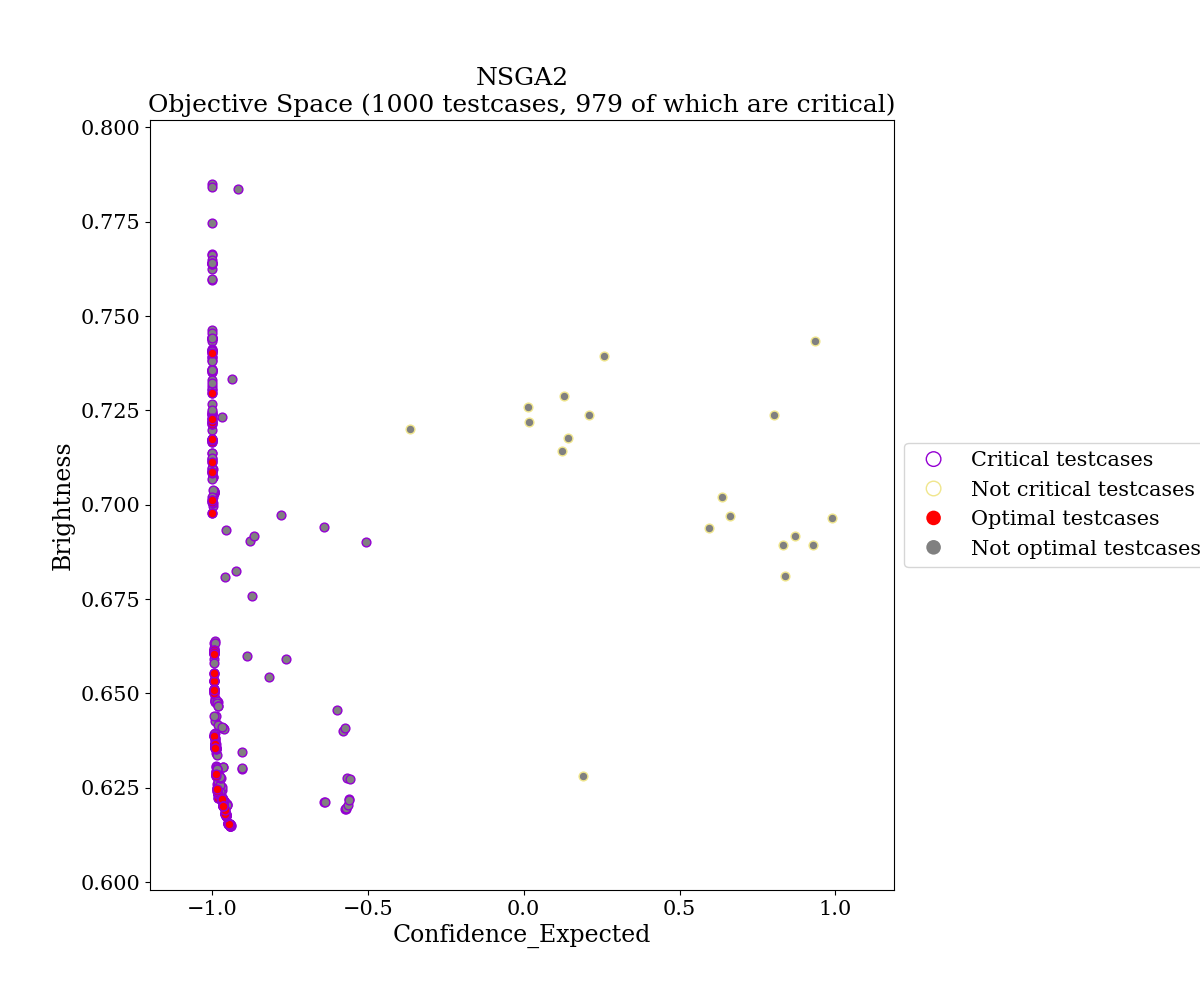 NSGA2
Objective Space (1000 testcases, 979 of which are critical)
0.800
0.775
0.750
0.725
0.700
0.675
0.650
0.625
0.600
Brightness
−1.0
−0.5
0.0
0.5
1.0
Confidence_Expected
Critical testcases
Not critical testcases
Optimal testcases
Not optimal testcases